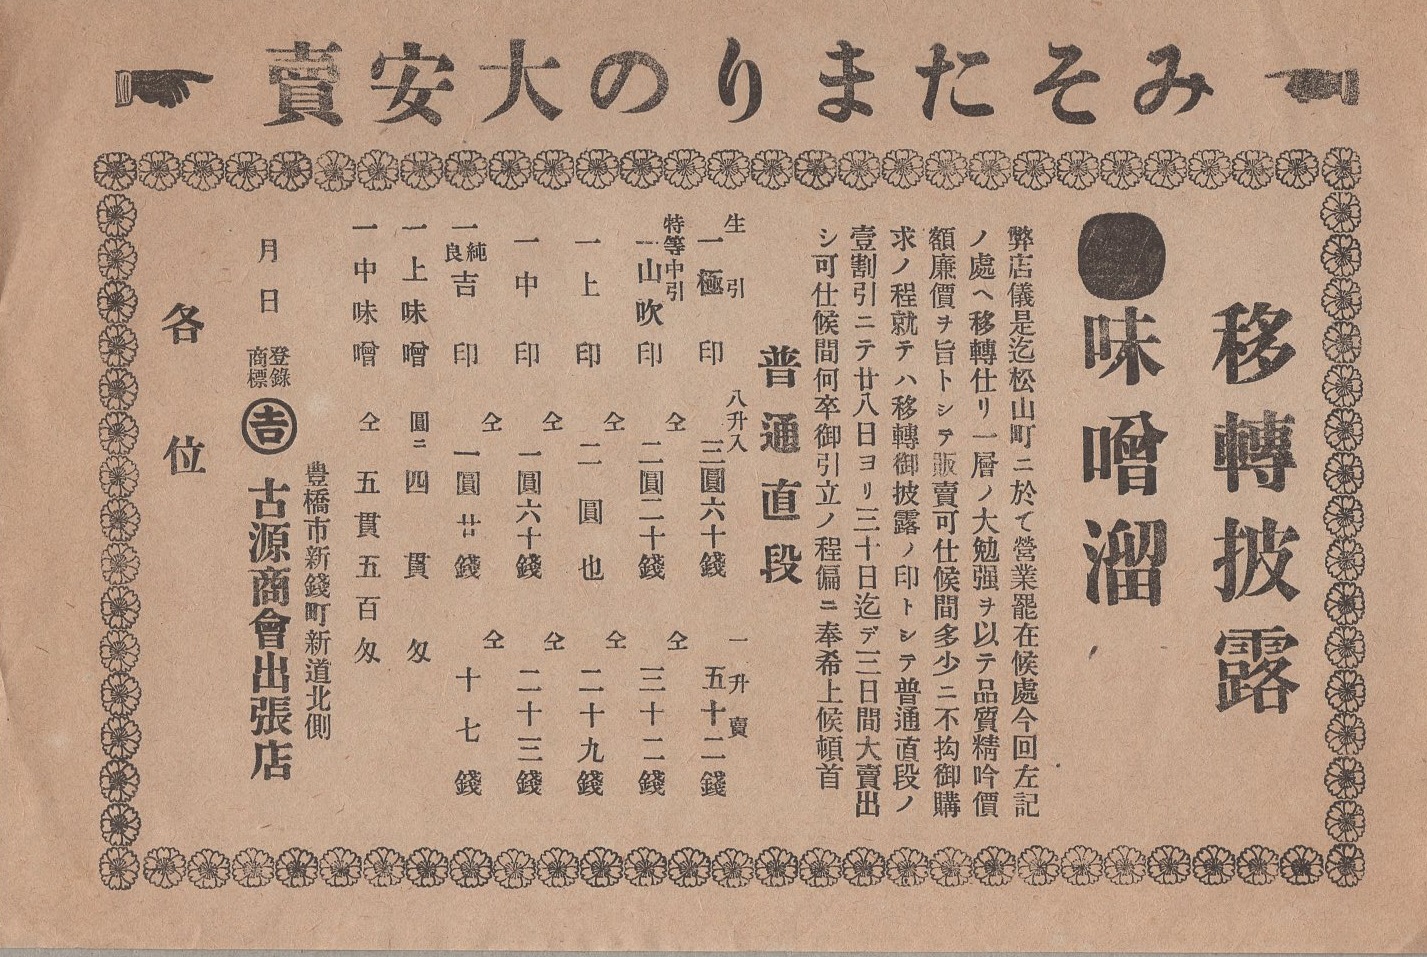 みそたまりの大安賣
移轉披露
味噌溜
弊店儀是迄松山町ニ於て營業罷在候處今回左記
ノ處ヘ移轉仕リ一層ノ大勉强ヲ以テ品質精吟價
額廉價ヲ旨トシテ販賣可仕候間多少ニ不拘御購
求ノ程就テハ移轉御披露ノ印トシテ普通直段ノ
壹割引ニテ廿八日ヨリ三十日迄デ三日間大賣出
シ可仕候間何卒御引立ノ程偏ニ奉希上候頓首
普通直段
生引 八升入 一升賣
一極印 三圓六十錢 五十二錢
特等中引
一山吹印 仝 二圓二十錢 仝 三十二錢
一上印 仝 二圓也 仝 二十九錢
一中印 仝 一圓六十錢 仝 二十三錢
一純良吉印 仝 一圓廿錢 仝 十七錢
一上味噌 圓ニ 四貫匁
一中味噌 仝 五貫五百匁
豊橋市新錢町新道北側
月日 登錄商標 吉 古源商會出張店
各位